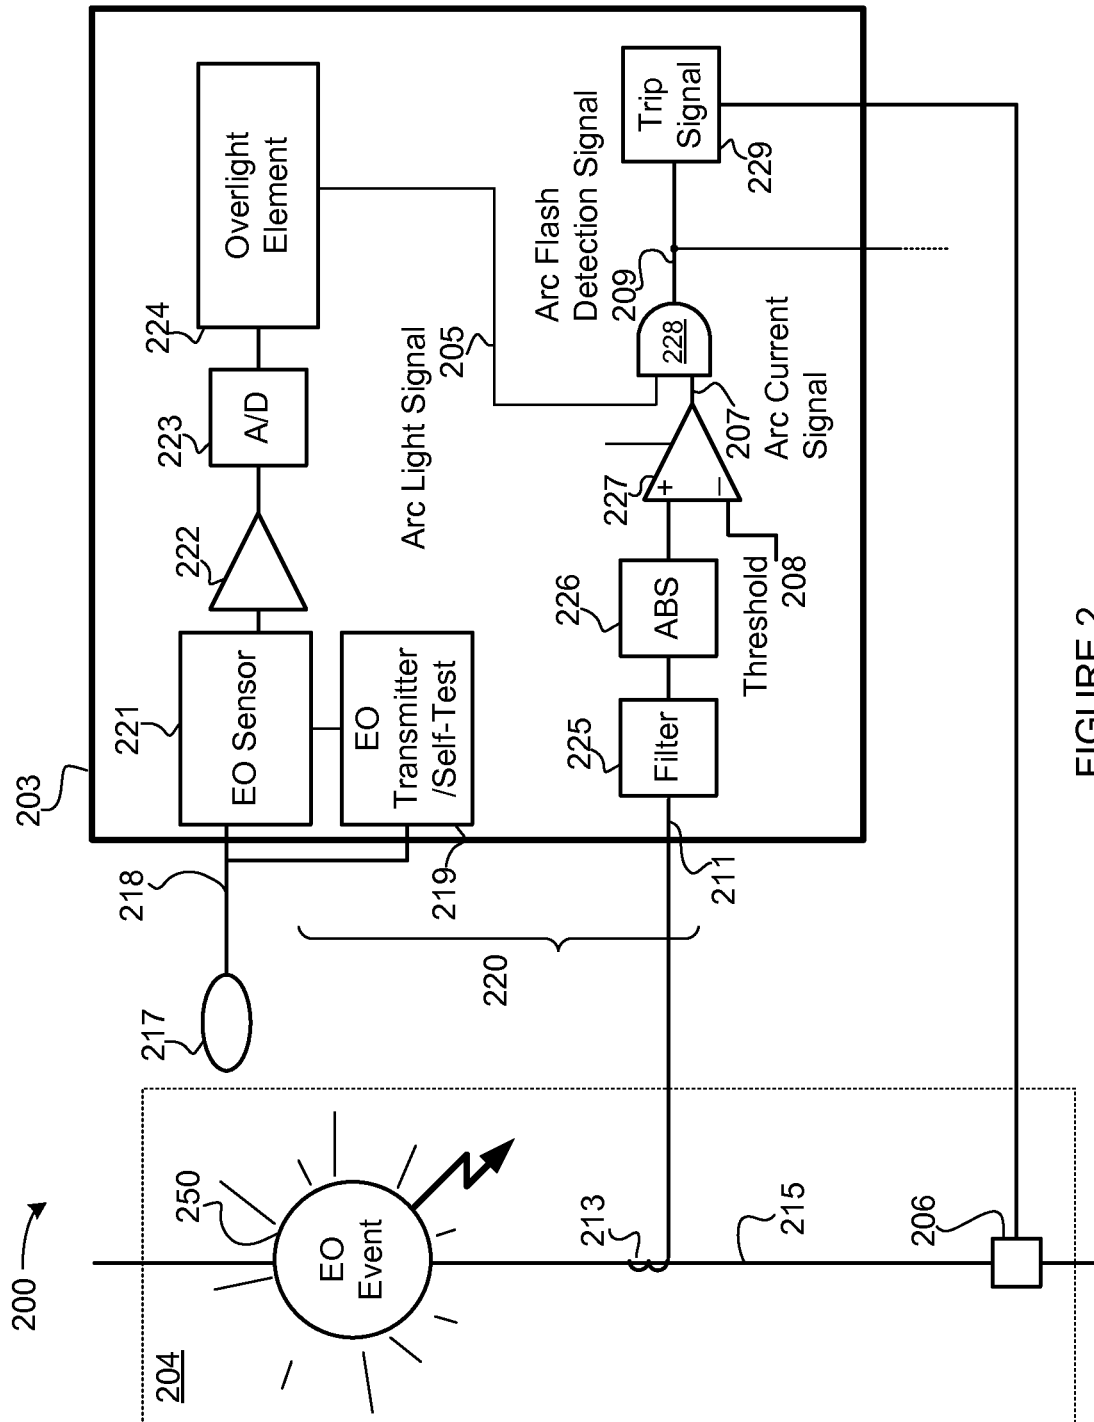 200
204
250
EO
Event
213
215
206
217
218
220
211
203
221
EO Sensor
219
EO
Transmitter
/Self-Test
222
223
A/D
224
Overlight
Element
Arc Light Signal
205
225
Filter
226
ABS
Threshold
208
227
+
−
207
Arc Current
Signal
228
209
Arc Flash
Detection Signal
Trip
Signal
229
FIGURE 2